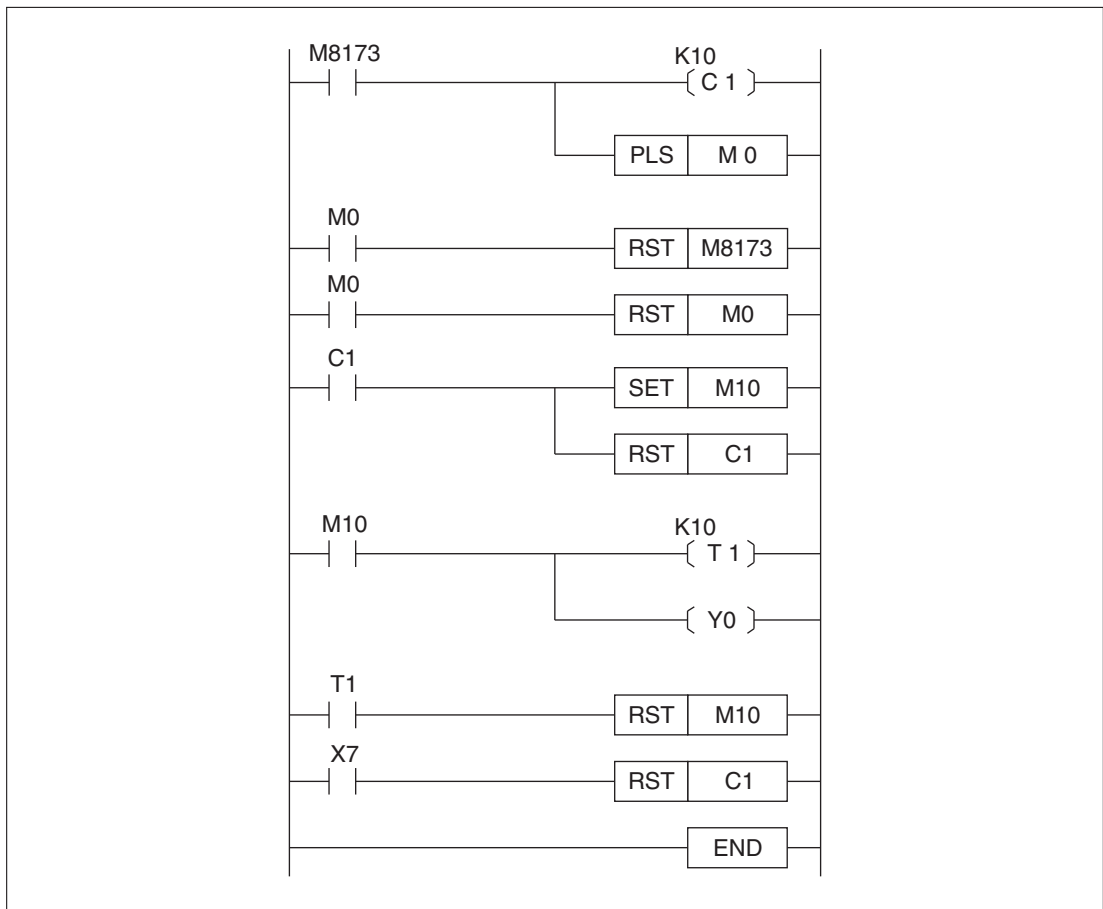 M8173
K10
C 1
PLS M 0
M0
RST M8173
M0
RST M0
C1
SET M10
RST C1
M10
K10
T 1
Y0
T1
RST M10
X7
RST C1
END